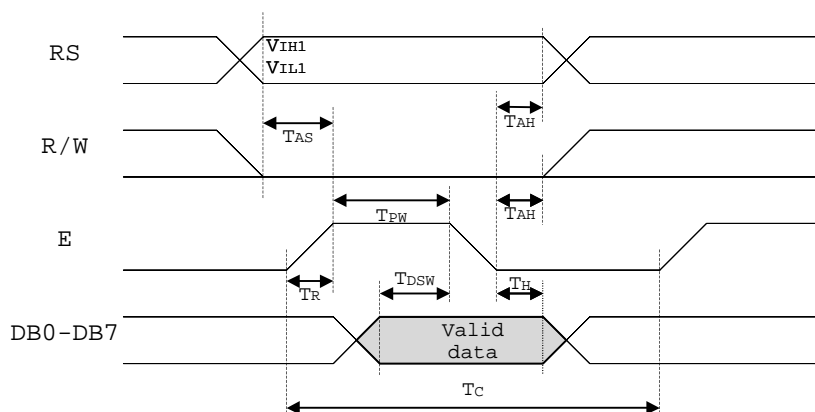 RS
VIH1
VIL1
TAS
TAH
R/W
TAH
TPW
E
TDSW
TR
TH
DB0-DB7
Valid
data
TC